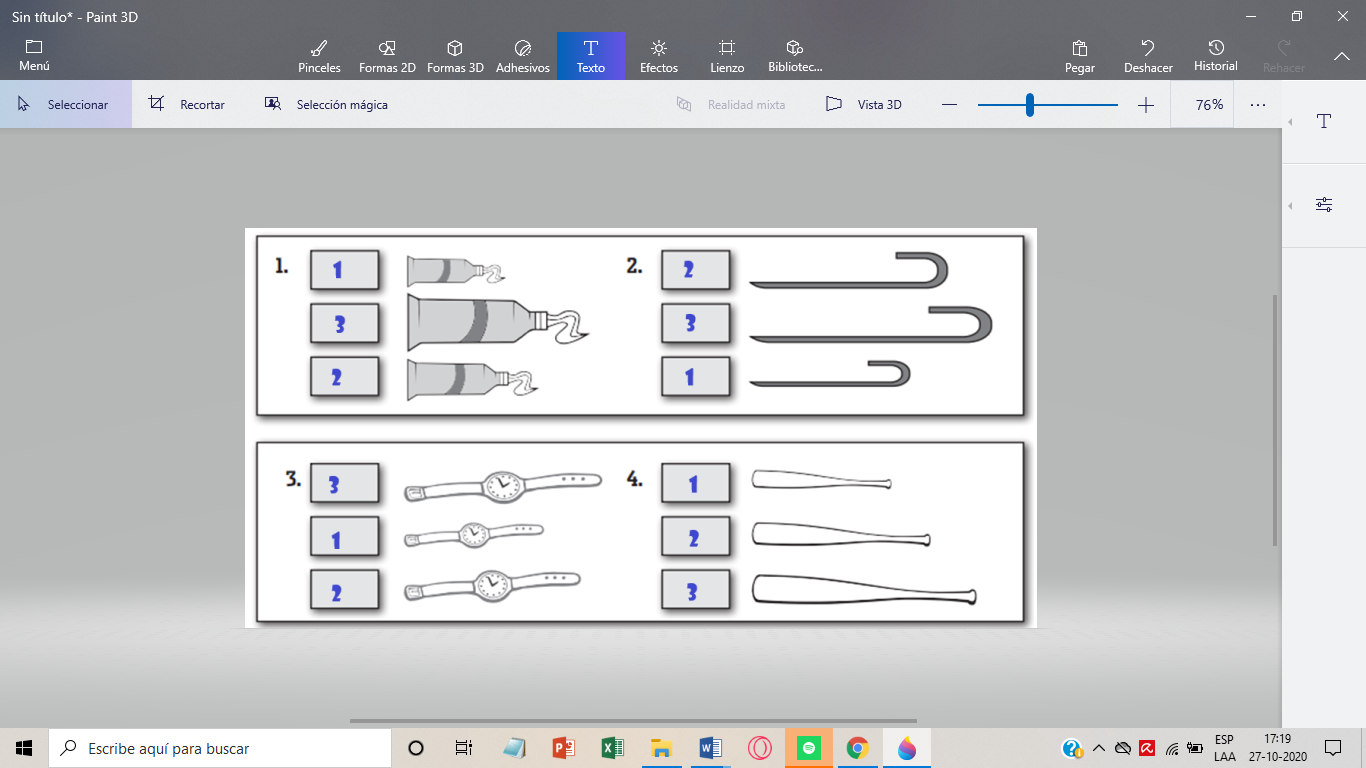 Sin título* - Paint 3D
Menú
Pinceles
Formas 2D
Formas 3D
Adhesivos
Texto
Efectos
Lienzo
Bibliotec...
Pegar
Deshacer
Historial
Rehacer
Seleccionar
Recortar
Selección mágica
Realidad mixta
Vista 3D
76%
1.
1
3
2
2.
2
3
1
3.
3
1
2
4.
1
2
3
Escribe aquí para buscar
ESP
LAA
17:19
27-10-2020